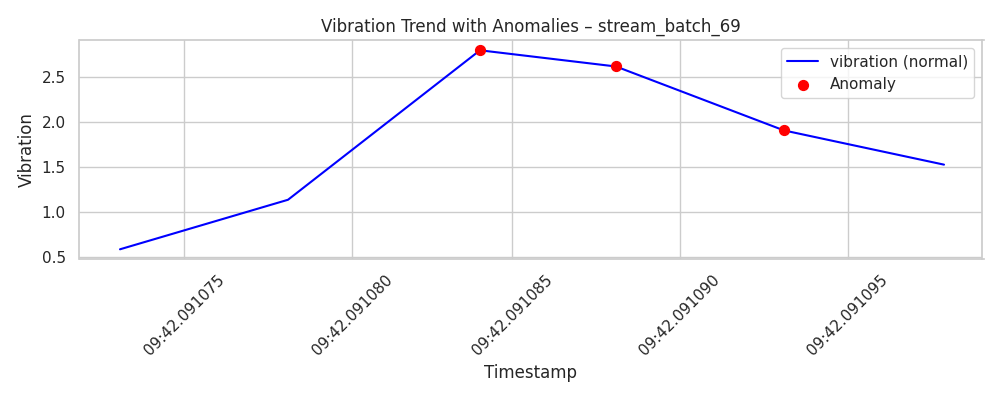 Vibration Trend with Anomalies – stream_batch_69
vibration (normal)
Anomaly
Vibration
2.5
2.0
1.5
1.0
0.5
09:42.091075
09:42.091080
09:42.091085
09:42.091090
09:42.091095
Timestamp